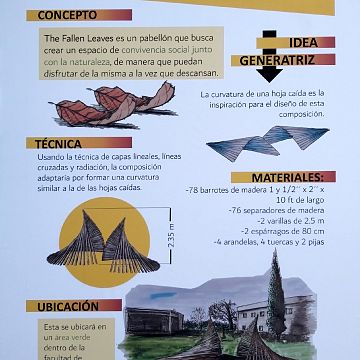 CONCEPTO
The Fallen Leaves es un pabellón que busca
crear un espacio de convivencia social junto
con la naturaleza, de manera que puedan
disfrutar de la misma a la vez que descansan.
IDEA
GENERATRIZ
La curvatura de una hoja caída es la
inspiración para el diseño de esta
composición.
TÉCNICA
Usando la técnica de capas lineales, líneas
cruzadas y radiación, la composición
adaptaría por formar una curvatura
similar a la de las hojas caídas.
2.35 m
MATERIALES:
-78 barrotes de madera 1 y 1/2´´ x 2´´ x
10 ft de largo
-76 separadores de madera
-2 varillas de 2.5 m
-2 espárragos de 80 cm
-4 arandelas, 4 tuercas y 2 pijas
UBICACIÓN
Esta se ubicará en
un área verde
dentro de la
facultad de